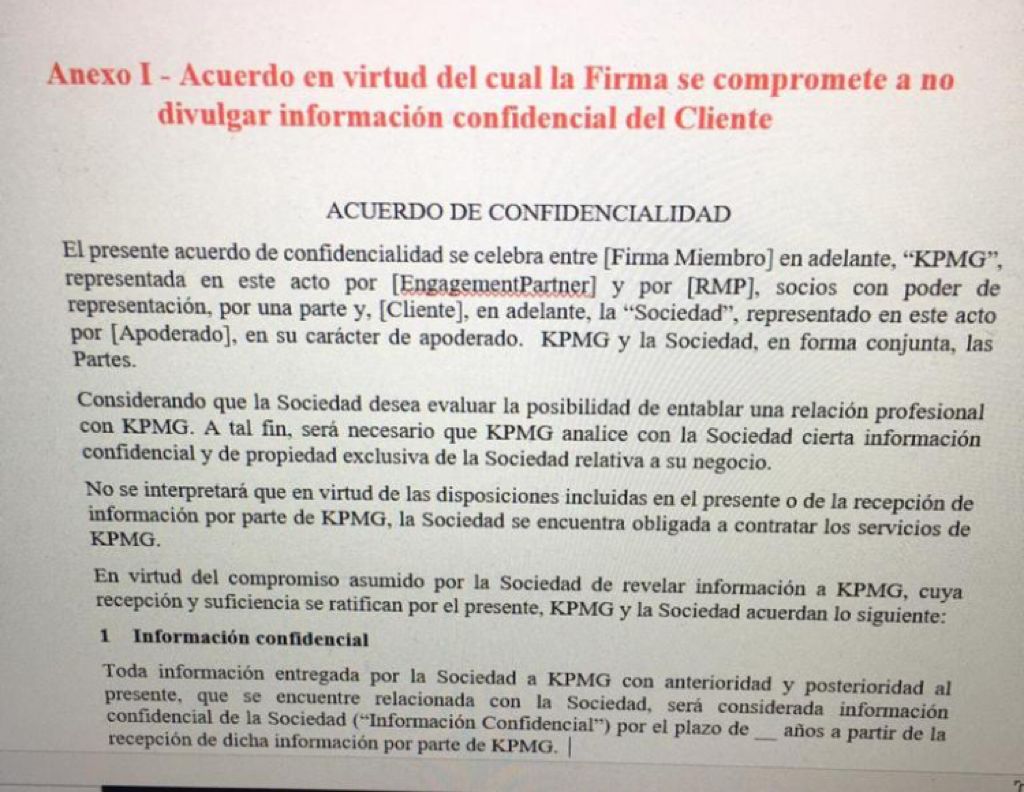 Anexo I - Acuerdo en virtud del cual la Firma se compromete a no
divulgar información confidencial del Cliente
ACUERDO DE CONFIDENCIALIDAD
El presente acuerdo de confidencialidad se celebra entre [Firma Miembro] en adelante, “KPMG”,
representada en este acto por [EngagementPartner] y por [RMP], socios con poder de
representación, por una parte y, [Cliente], en adelante, la “Sociedad”, representado en este acto
por [Apoderado], en su carácter de apoderado. KPMG y la Sociedad, en forma conjunta, las
Partes.
Considerando que la Sociedad desea evaluar la posibilidad de entablar una relación profesional
con KPMG. A tal fin, será necesario que KPMG analice con la Sociedad cierta información
confidencial y de propiedad exclusiva de la Sociedad relativa a su negocio.
No se interpretará que en virtud de las disposiciones incluidas en el presente o de la recepción de
información por parte de KPMG, la Sociedad se encuentra obligada a contratar los servicios de
KPMG.
En virtud del compromiso asumido por la Sociedad de revelar información a KPMG, cuya
recepción y suficiencia se ratifican por el presente, KPMG y la Sociedad acuerdan lo siguiente:
1 Información confidencial
Toda información entregada por la Sociedad a KPMG con anterioridad y posterioridad al
presente, que se encuentre relacionada con la Sociedad, será considerada información
confidencial de la Sociedad (“Información Confidencial”) por el plazo de __ años a partir de la
recepción de dicha información por parte de KPMG.